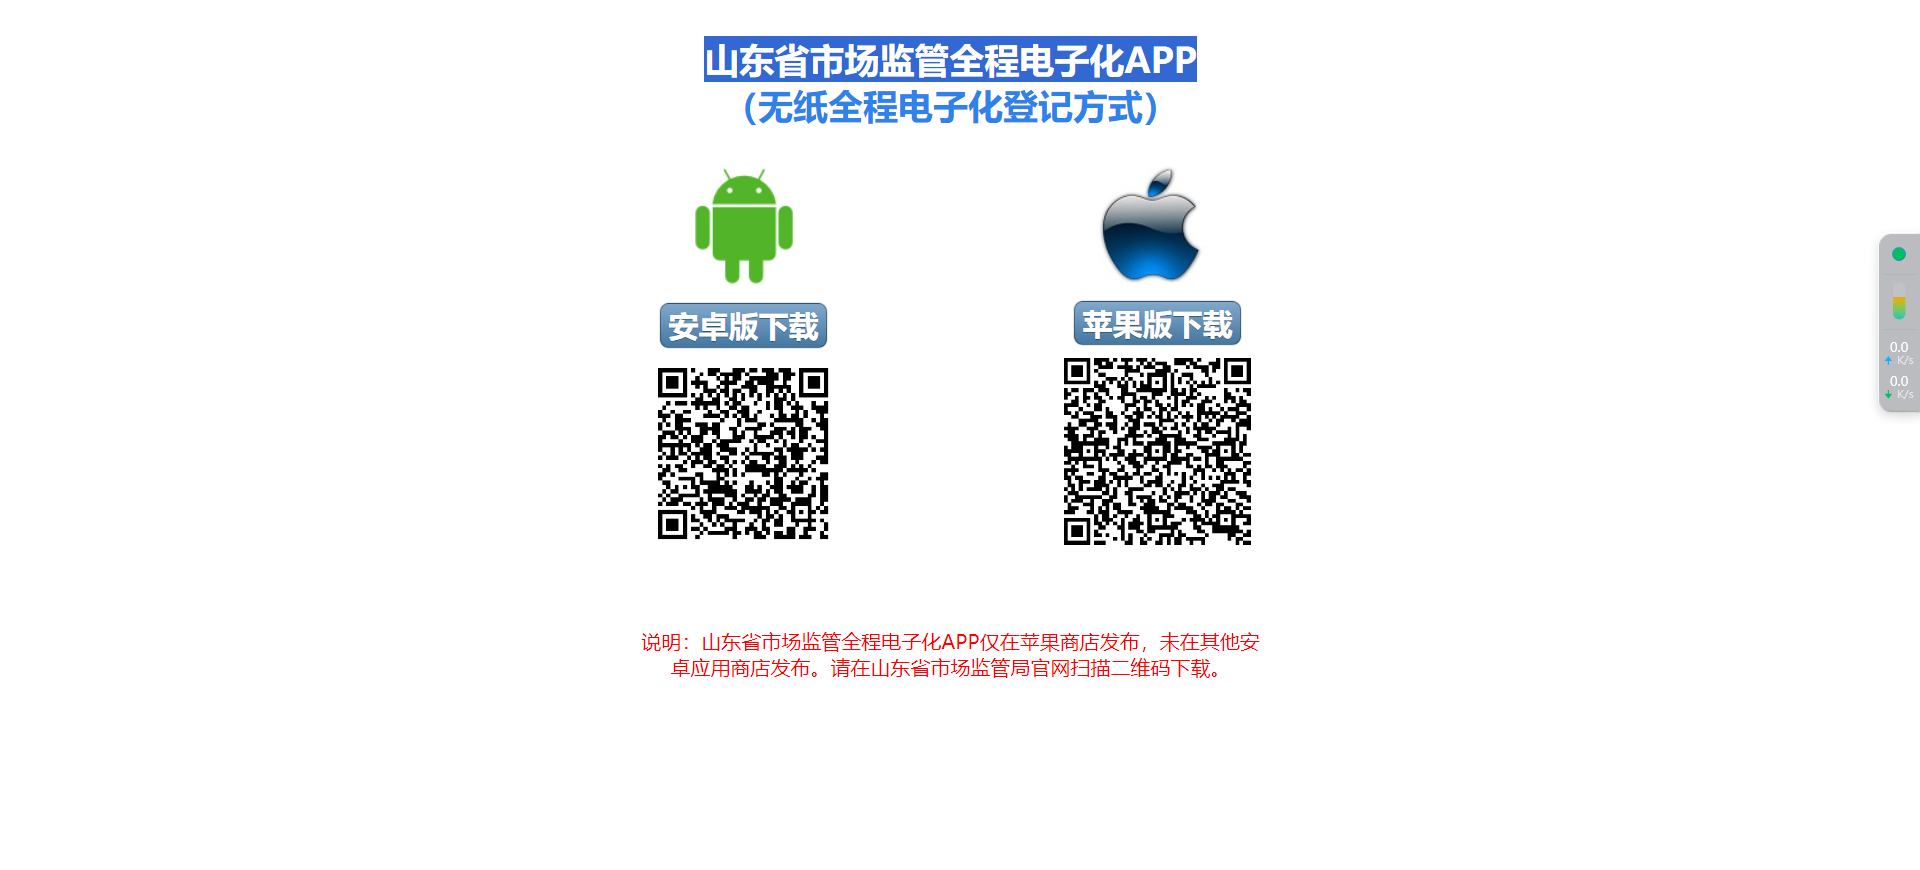 山东省市场监管全程电子化APP
（无纸全程电子化登记方式）
安卓版下载
苹果版下载
说明：山东省市场监管全程电子化APP仅在苹果商店发布，未在其他安
卓应用商店发布。请在山东省市场监管局官网扫描二维码下载。
0.0
K/s
0.0
K/s